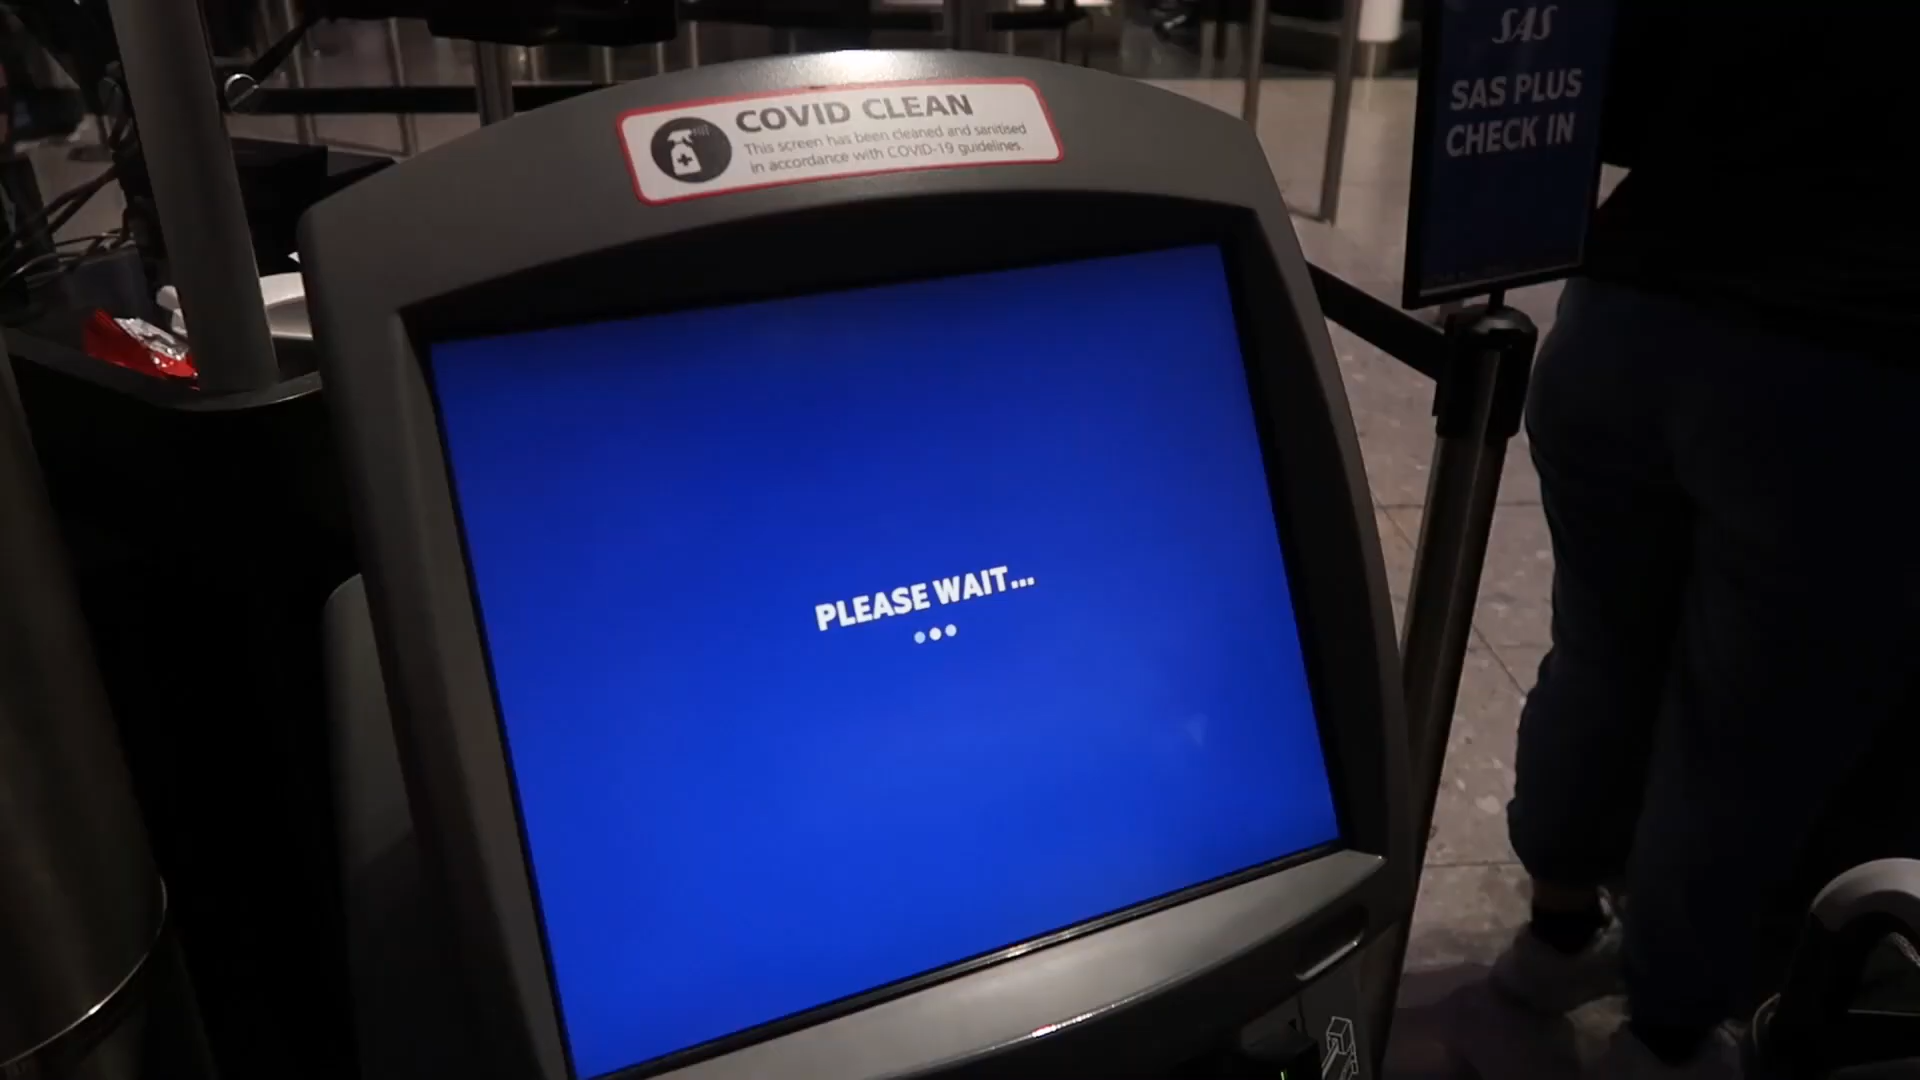 COVID CLEAN
This screen has been cleaned and sanitised
in accordance with COVID-19 guidelines.
SAS
SAS PLUS
CHECK IN
PLEASE WAIT...